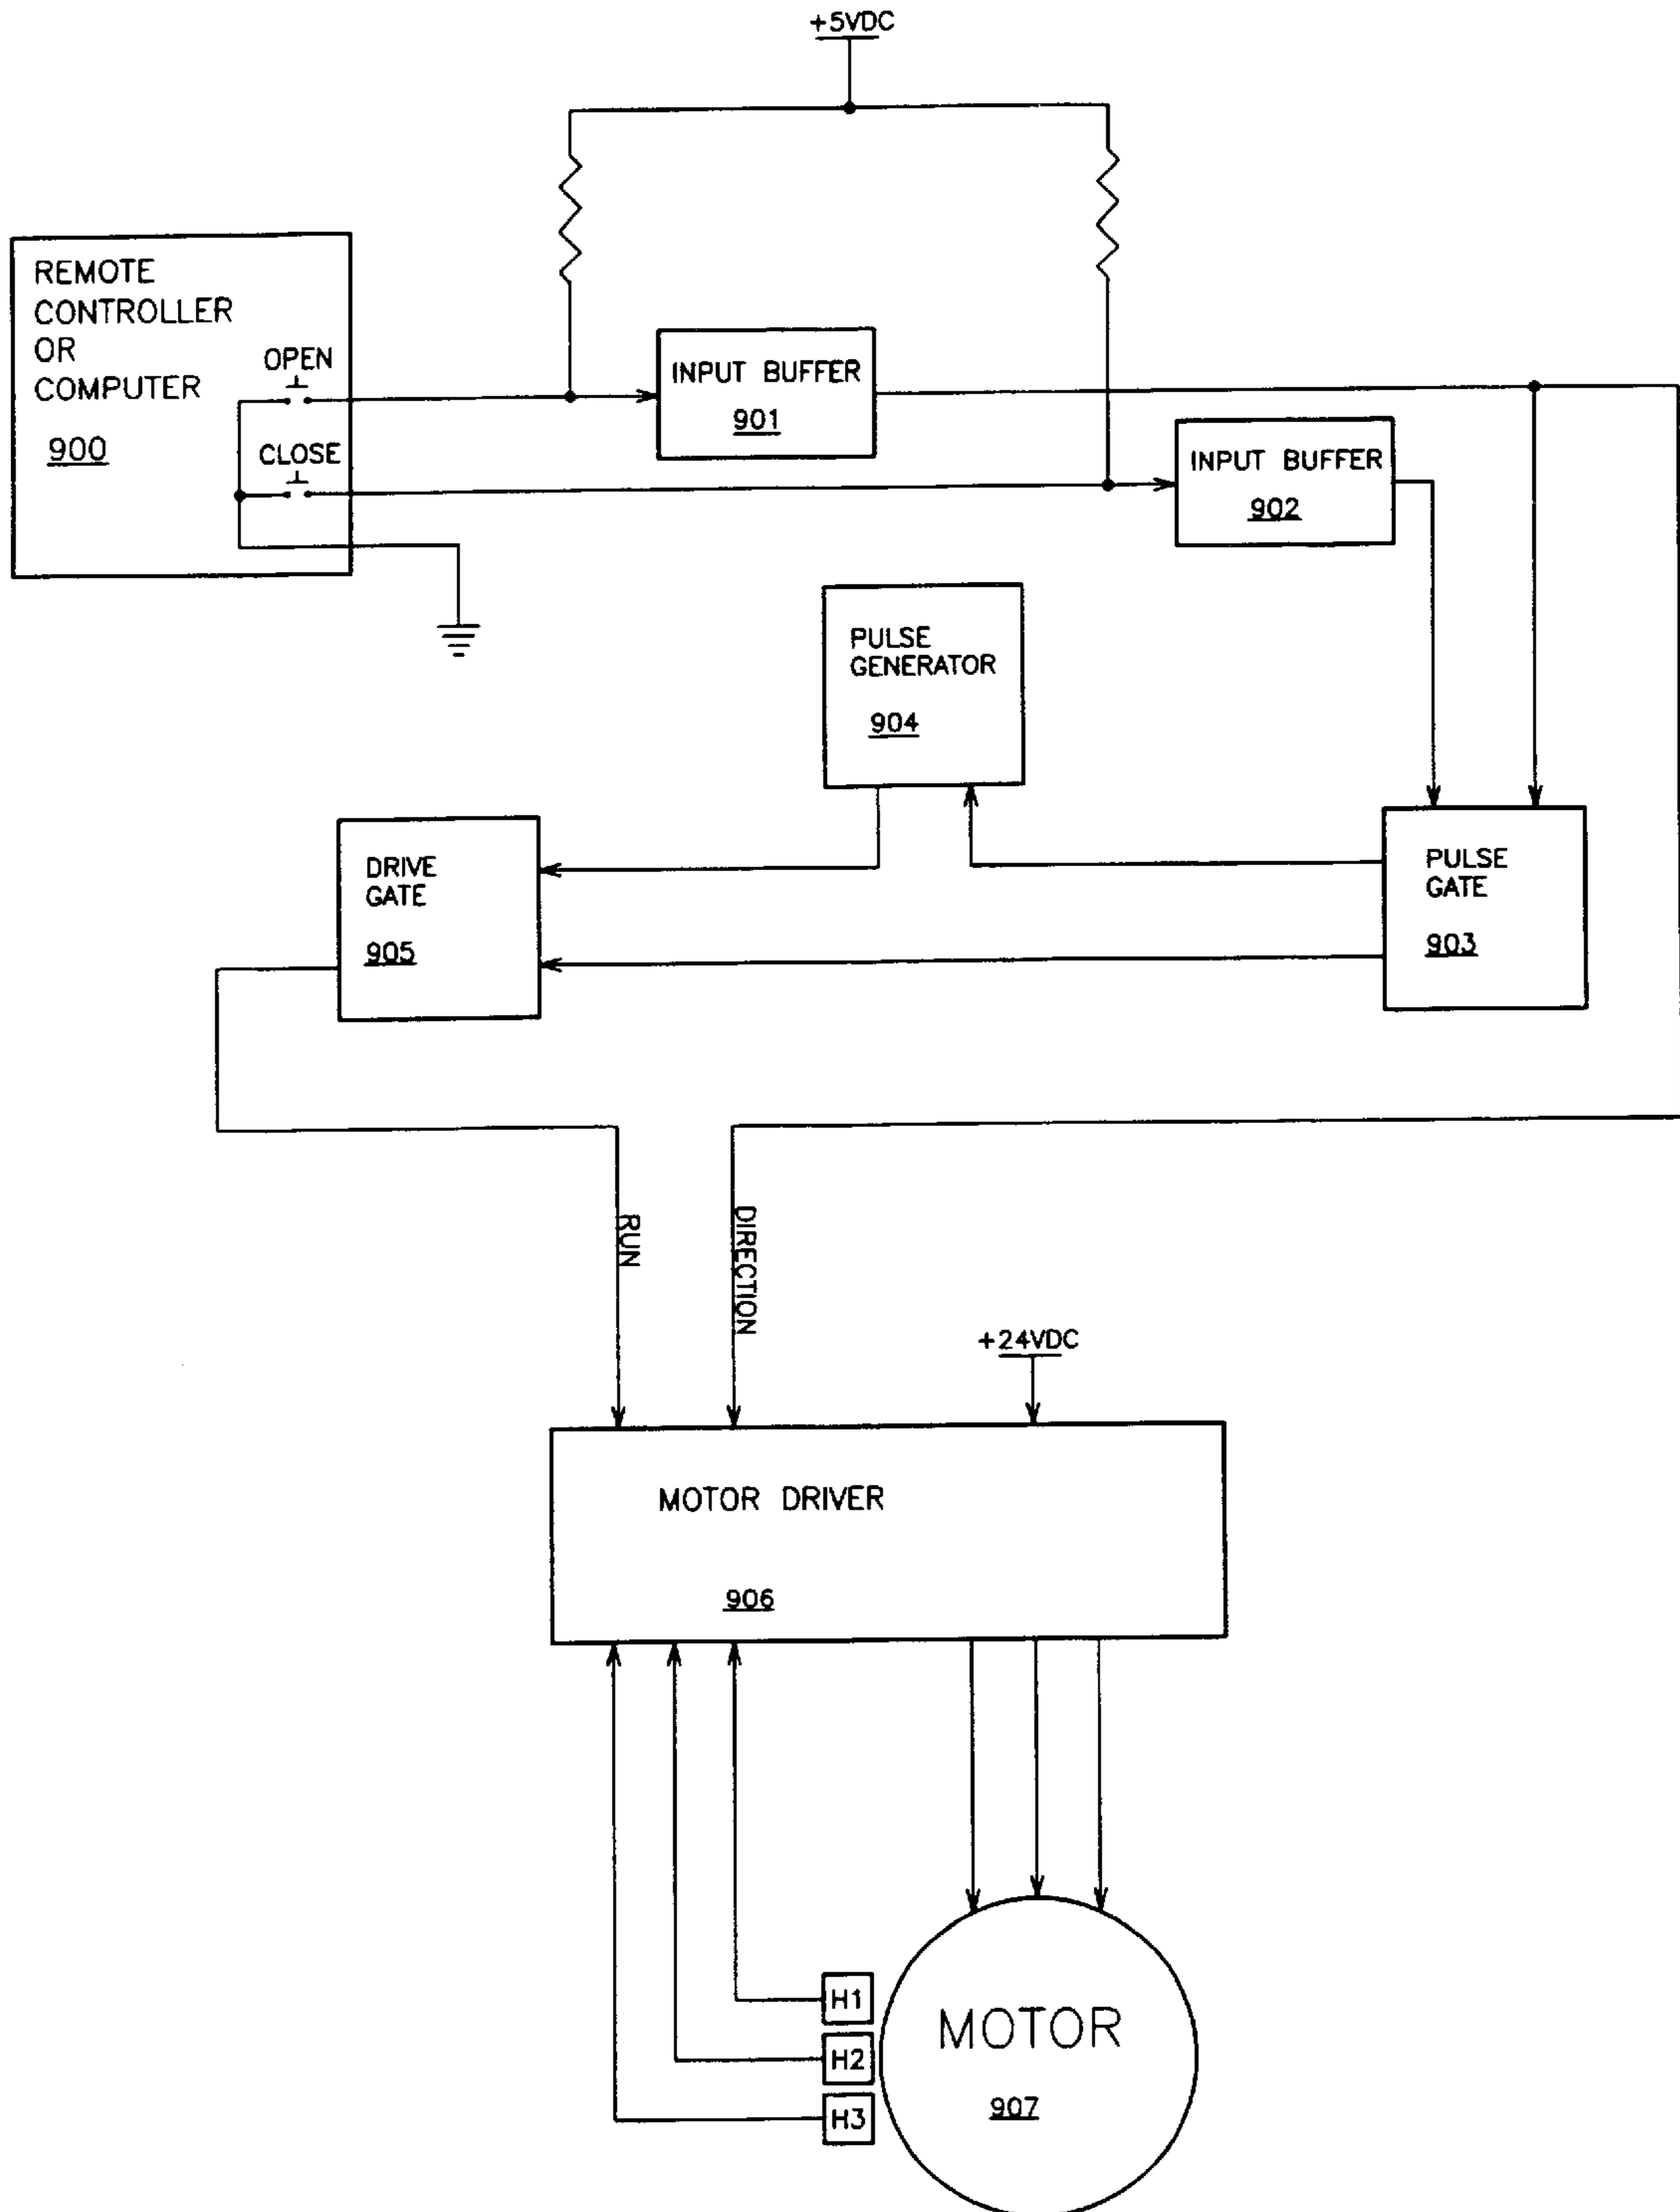 +5VDC
REMOTE
CONTROLLER
OR
COMPUTER
900
OPEN
CLOSE
INPUT BUFFER
901
INPUT BUFFER
902
PULSE
GENERATOR
904
DRIVE
GATE
905
PULSE
GATE
903
RUN
DIRECTION
+24VDC
MOTOR DRIVER
906
H1
H2
H3
MOTOR
907